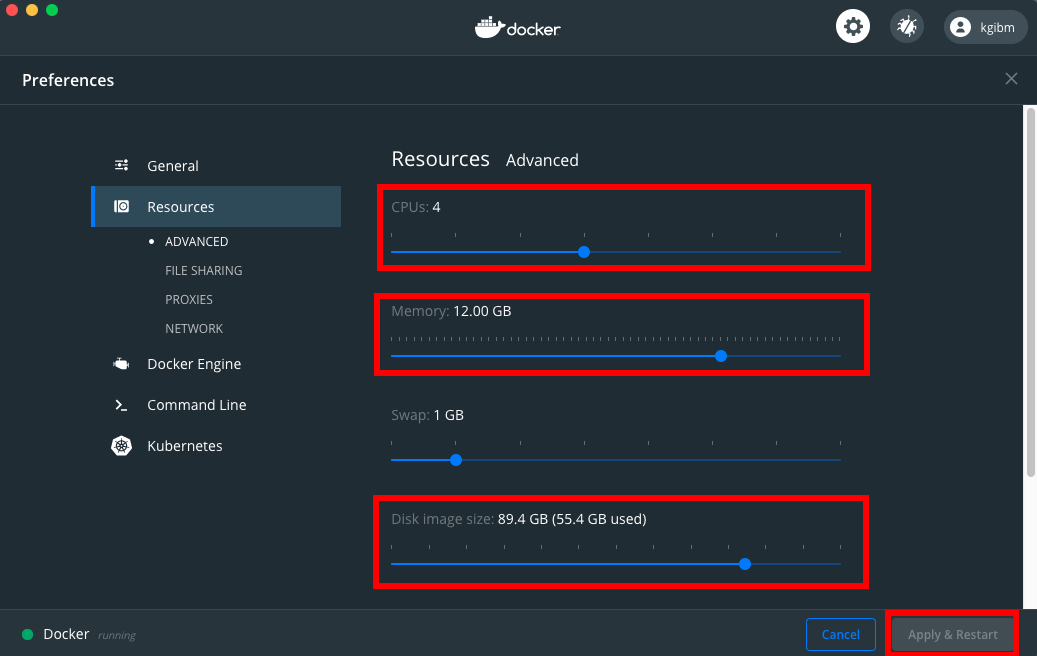 docker
kgibm
Preferences
General
Resources
ADVANCED
FILE SHARING
PROXIES
NETWORK
Docker Engine
Command Line
Kubernetes
Resources Advanced
CPUs: 4
Memory: 12.00 GB
Swap: 1 GB
Disk image size: 89.4 GB (55.4 GB used)
Docker running
Cancel
Apply & Restart